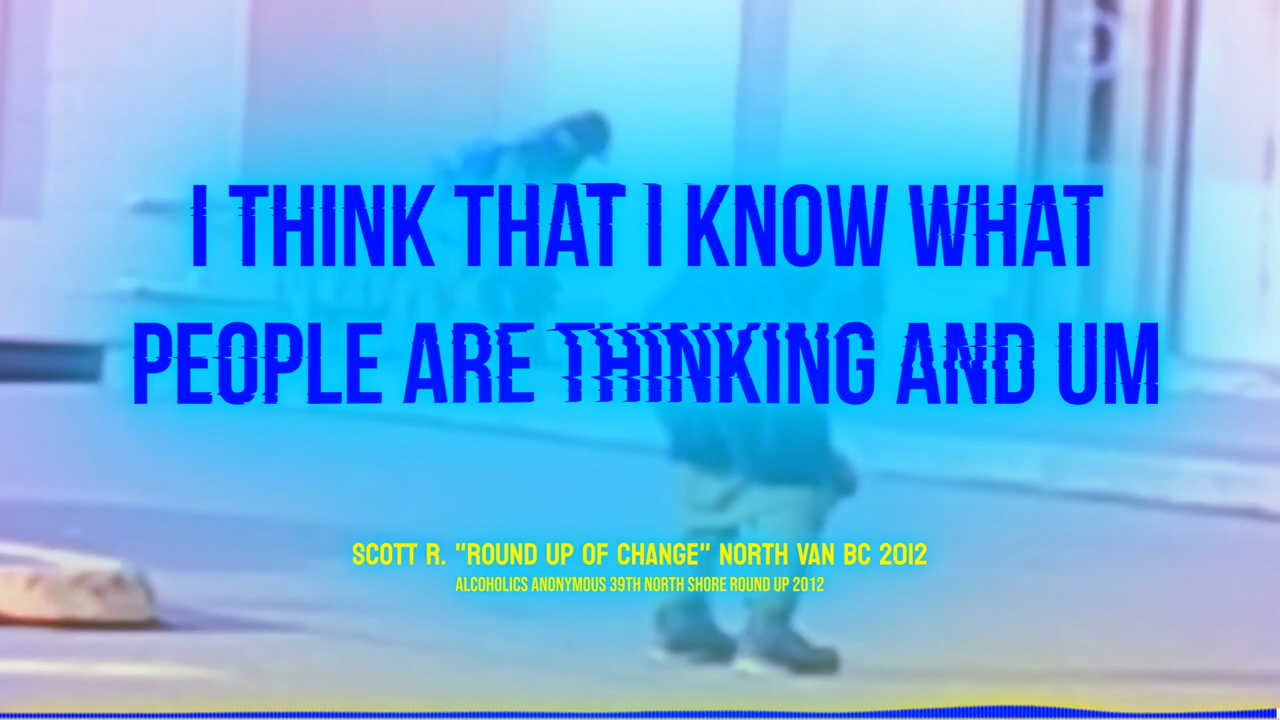 I THINK THAT I KNOW WHAT
PEOPLE ARE THINKING AND UM
SCOTT R. "ROUND UP OF CHANGE" NORTH VAN BC 2012
ALCOHOLICS ANONYMOUS 39TH NORTH SHORE ROUND UP 2012